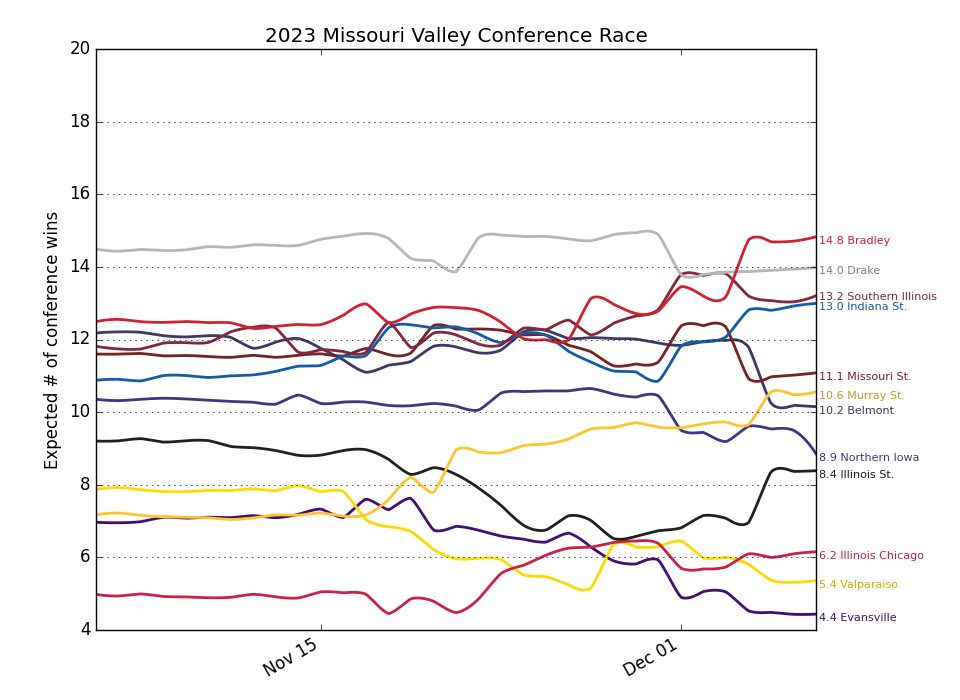 2023 Missouri Valley Conference Race
Expected # of conference wins
20
18
16
14
12
10
8
6
4
Nov 15
Dec 01
14.8 Bradley
14.0 Drake
13.2 Southern Illinois
13.0 Indiana St.
11.1 Missouri St.
10.6 Murray St.
10.2 Belmont
8.9 Northern Iowa
8.4 Illinois St.
6.2 Illinois Chicago
5.4 Valparaiso
4.4 Evansville